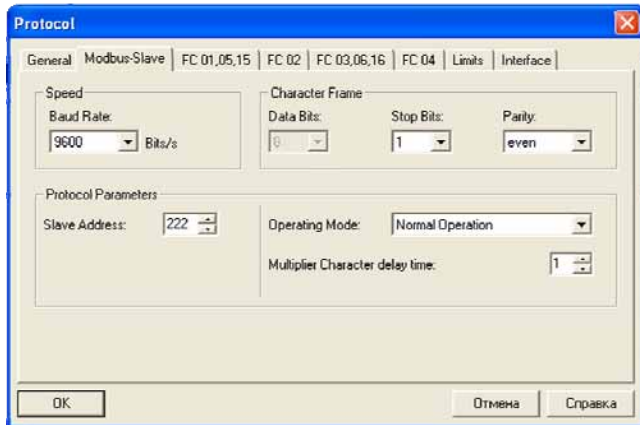 Protocol
General Modbus-Slave FC 01,05,15 FC 02 FC 03,06,16 FC 04 Limits Interface
Speed Character Frame
Baud Rate: Data Bits: Stop Bits: Parity:
9600 Bits/s 8 1 even
Protocol Parameters
Slave Address: 222 Operating Mode: Normal Operation
Multiplier Character delay time: 1
OK Отмена Справка